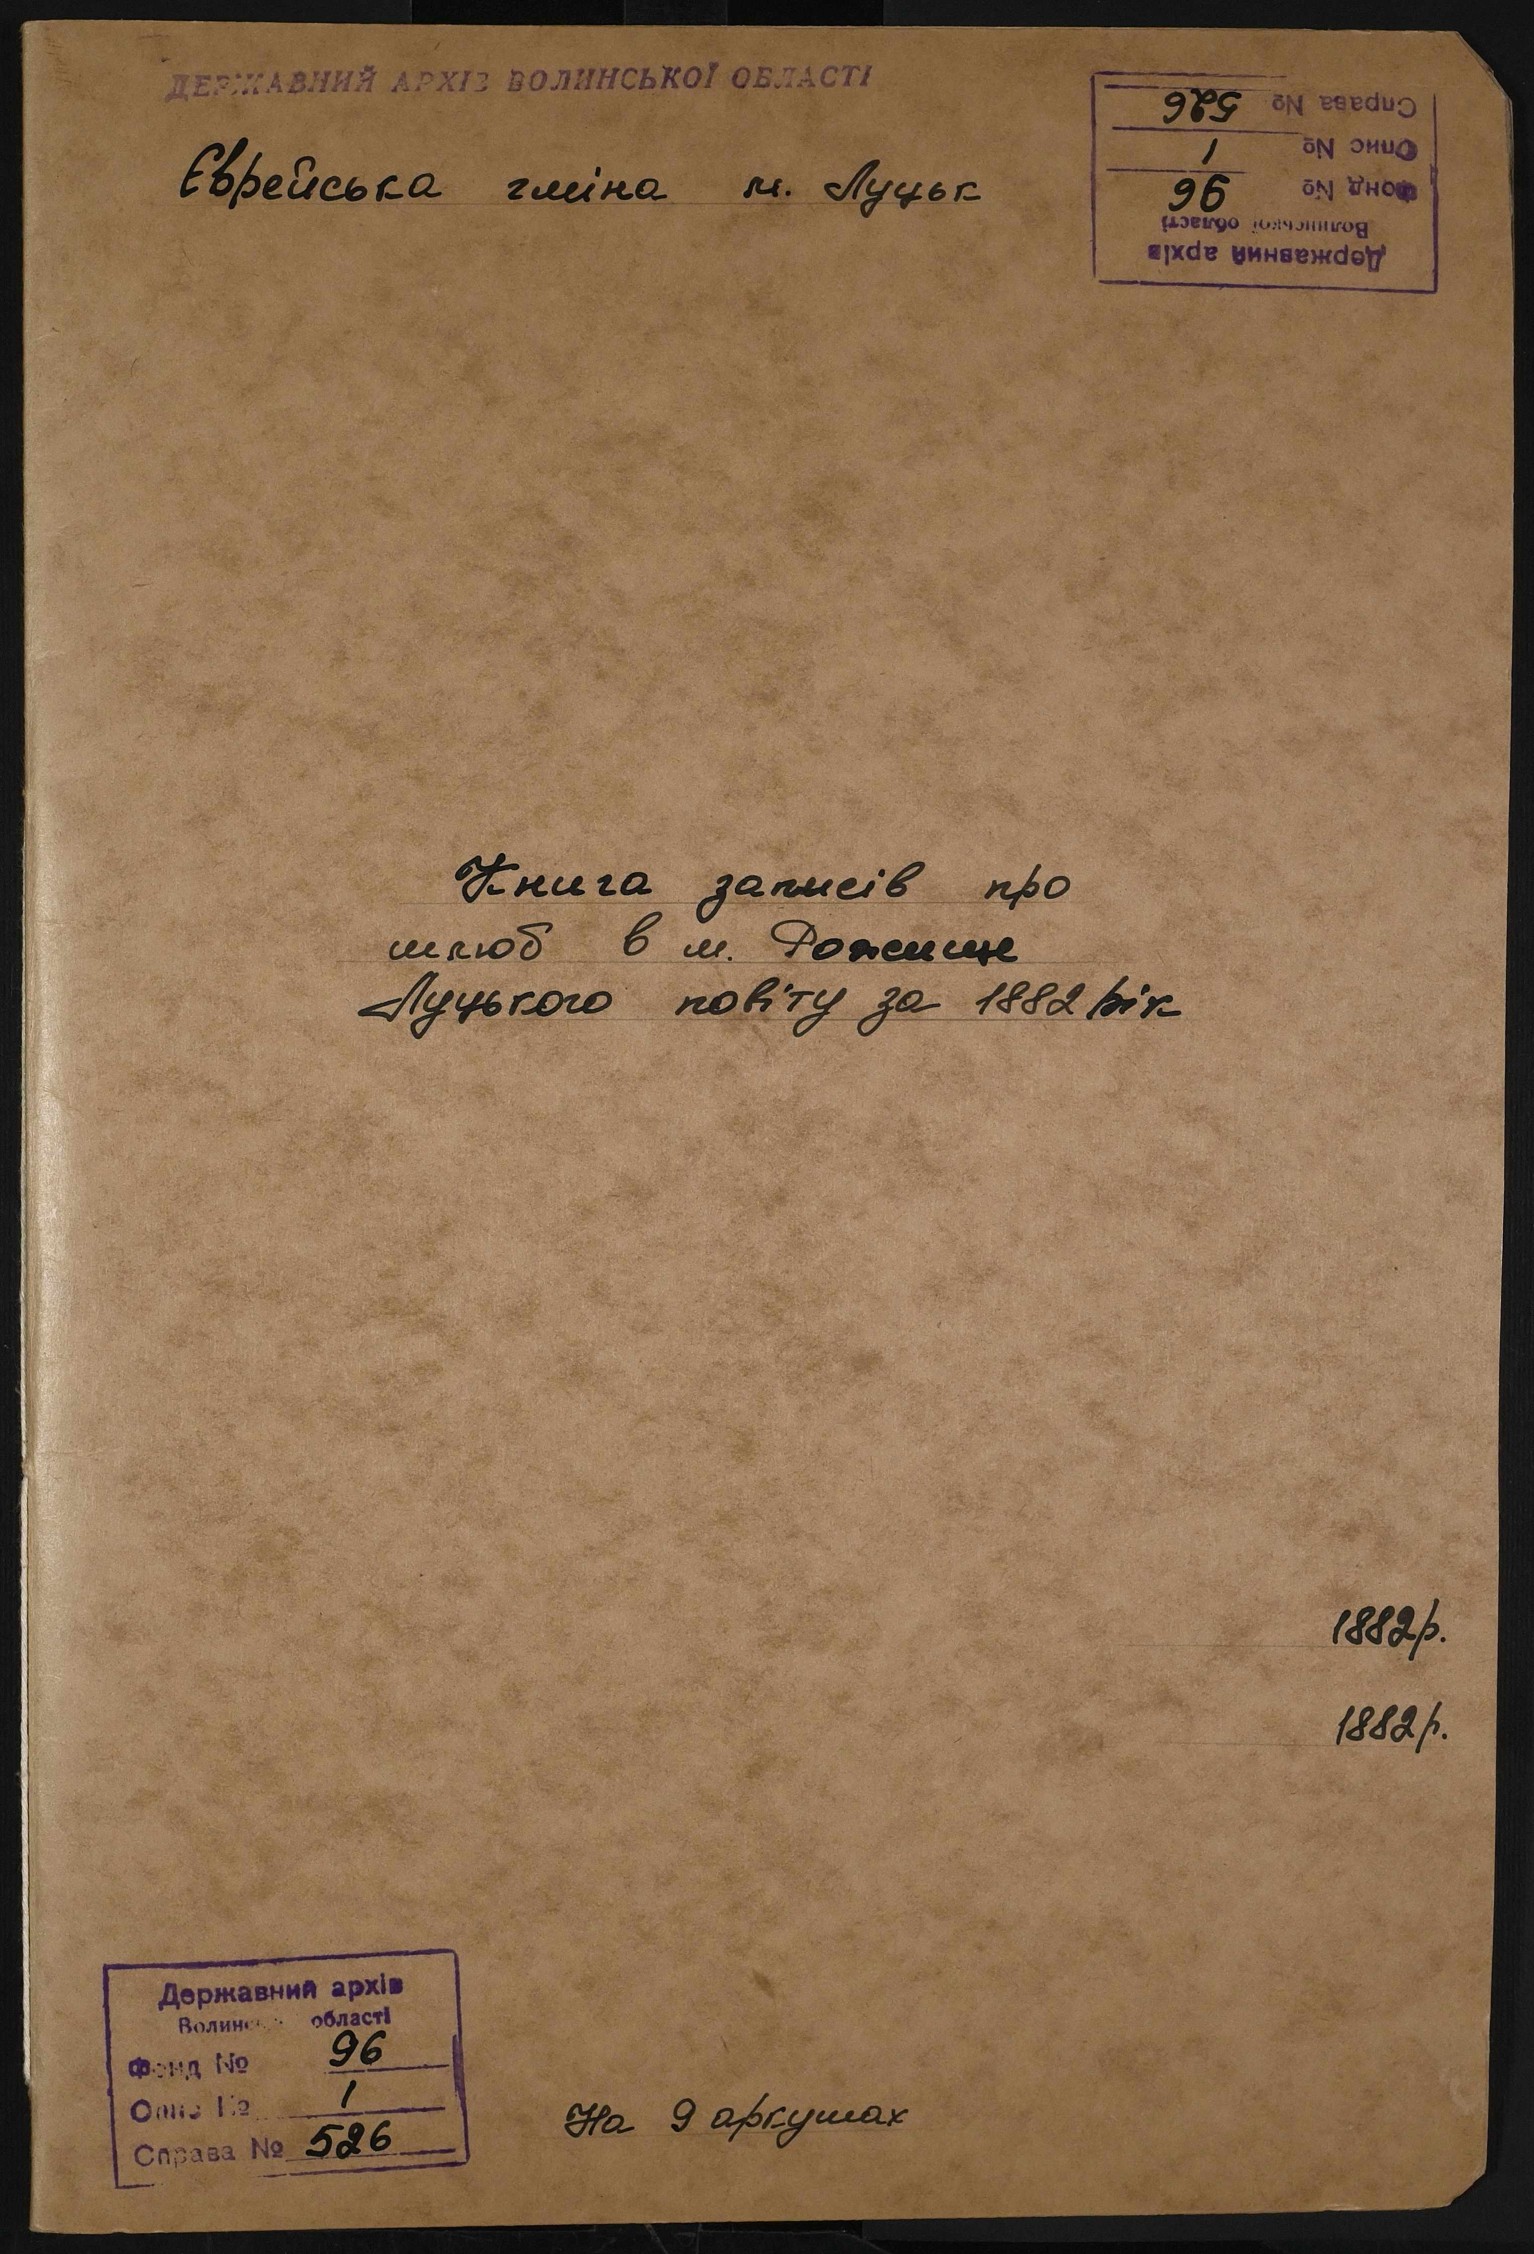 ДЕРЖАВНИЙ АРХІВ ВОЛИНСЬКОЇ ОБЛАСТІ
Єврейська гміна м. Луцьк
Державний архів
Волинської області
Фонд № 96
Опис № 1
Справа № 526
Книга записів про
шлюб в м. Рожище
Луцького повіту за 1882 рік
1882р.
1882р.
Державний архів
Волинської області
Фонд № 96
Опис № 1
Справа № 526
На 9 аркушах